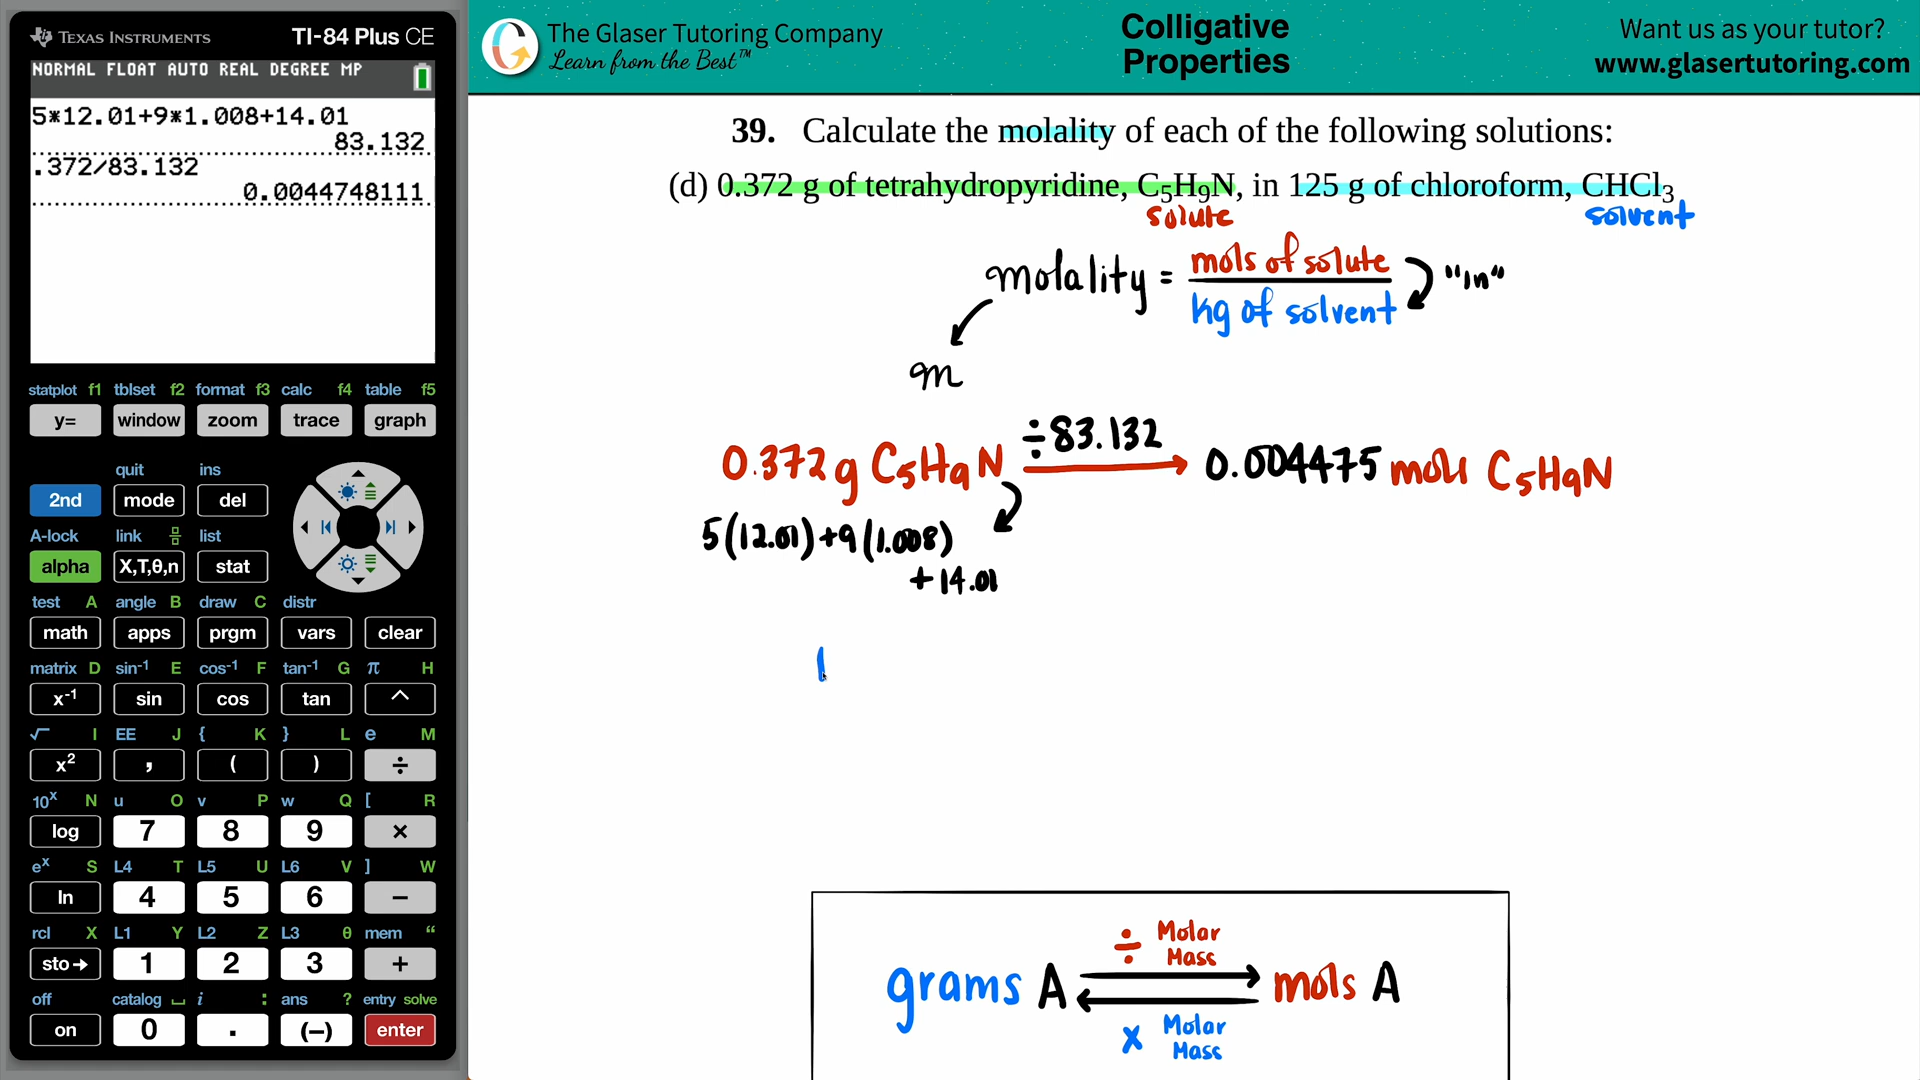 TEXAS INSTRUMENTS TI-84 Plus CE
NORMAL FLOAT AUTO REAL DEGREE MP
5*12.01+9*1.008+14.01
83.132
.372/83.132
0.0044748111
statplot f1 tblset f2 format f3 calc f4 table f5
y= window zoom trace graph
quit ins
2nd mode del
A-lock link list
alpha X,T,θ,n stat
test A angle B draw C distr
math apps prgm vars clear
matrix D sin⁻¹ E cos⁻¹ F tan⁻¹ G π H
x⁻¹ sin cos tan ^
√ I EE J { K } L e M
x² , ( ) ÷
10ˣ N u O v P w Q [ R
log 7 8 9 ×
eˣ S L4 T L5 U L6 V ] W
ln 4 5 6 −
rcl X L1 Y L2 Z L3 θ mem “
sto→ 1 2 3 +
off catalog ⎵ i : ans ? entry solve
on 0 . (−) enter
The Glaser Tutoring Company
Learn from the Best™
Colligative
Properties
Want us as your tutor?
www.glasertutoring.com
39. Calculate the molality of each of the following solutions:
(d) 0.372 g of tetrahydropyridine, C₅H₉N, in 125 g of chloroform, CHCl₃
solute solvent
molality = mols of solute
kg of solvent
"in"
m
0.372 g C₅H₉N ÷83.132 → 0.004475 mols C₅H₉N
5(12.01)+9(1.008)
+14.01
÷ Molar
Mass
grams A mols A
x Molar
Mass